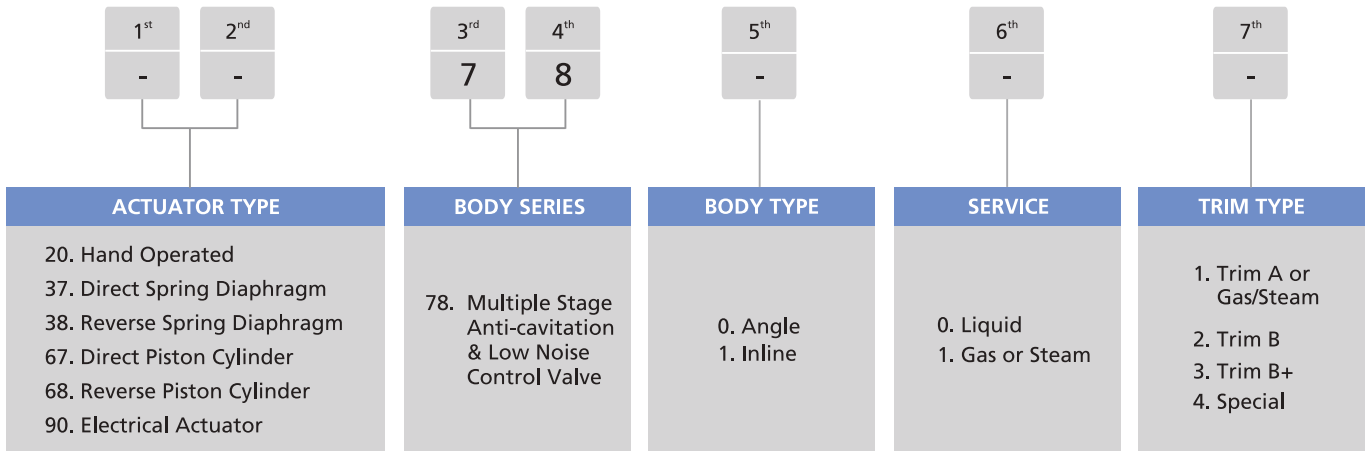 1st 2nd 3rd 4th 5th 6th 7th
- - 7 8 - - -
ACTUATOR TYPE
20. Hand Operated
37. Direct Spring Diaphragm
38. Reverse Spring Diaphragm
67. Direct Piston Cylinder
68. Reverse Piston Cylinder
90. Electrical Actuator
BODY SERIES
78. Multiple Stage
Anti-cavitation
& Low Noise
Control Valve
BODY TYPE
0. Angle
1. Inline
SERVICE
0. Liquid
1. Gas or Steam
TRIM TYPE
1. Trim A or
Gas/Steam
2. Trim B
3. Trim B+
4. Special